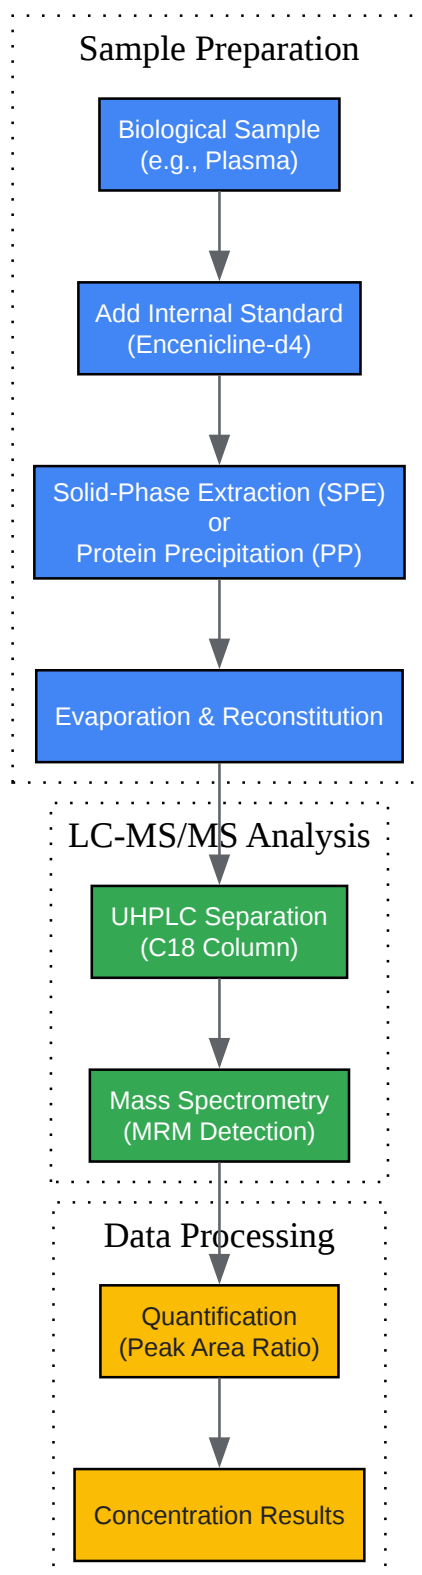 Sample Preparation
Biological Sample
(e.g., Plasma)
Add Internal Standard
(Encenicline-d4)
Solid-Phase Extraction (SPE)
or
Protein Precipitation (PP)
Evaporation & Reconstitution
LC-MS/MS Analysis
UHPLC Separation
(C18 Column)
Mass Spectrometry
(MRM Detection)
Data Processing
Quantification
(Peak Area Ratio)
Concentration Results